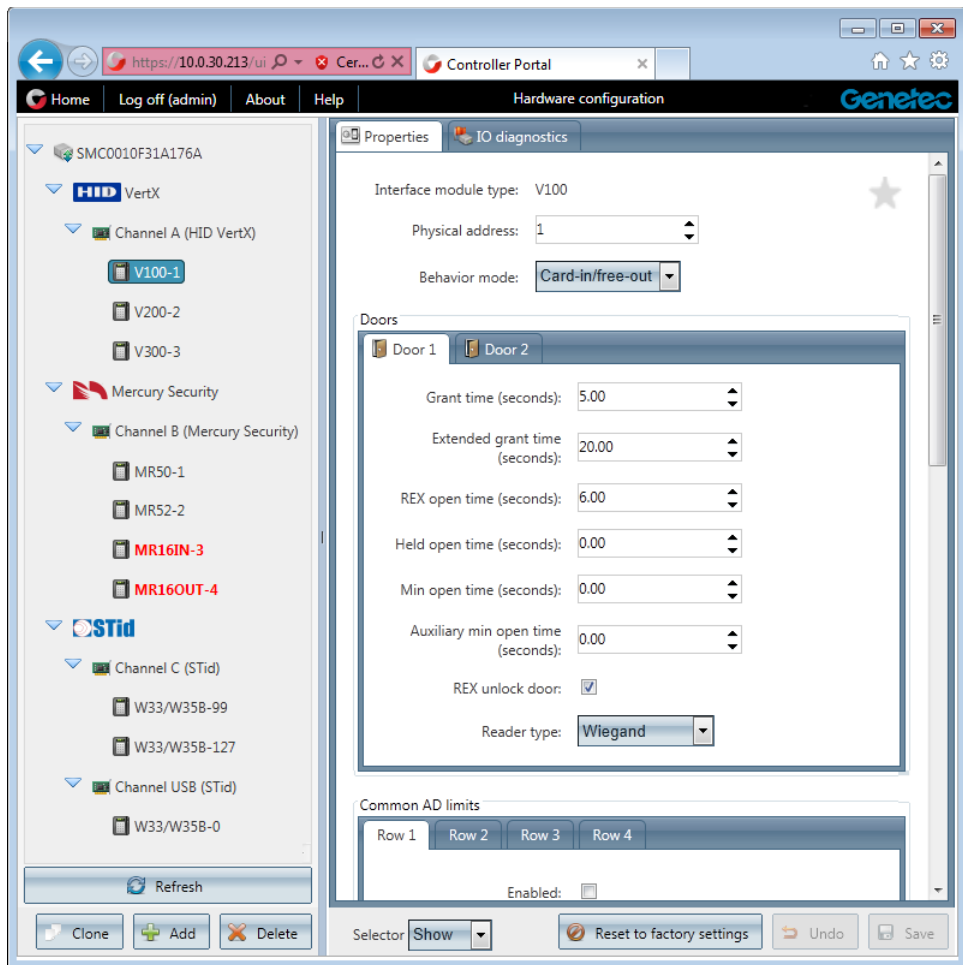 https://10.0.30.213/ui
Cer...
Controller Portal
Home
Log off (admin)
About
Help
Hardware configuration
Genetec
SMC0010F31A176A
HID VertX
Channel A (HID VertX)
V100-1
V200-2
V300-3
Mercury Security
Channel B (Mercury Security)
MR50-1
MR52-2
MR16IN-3
MR16OUT-4
STid
Channel C (STid)
W33/W35B-99
W33/W35B-127
Channel USB (STid)
W33/W35B-0
Refresh
Clone
Add
Delete
Properties
IO diagnostics
Interface module type: V100
Physical address: 1
Behavior mode: Card-in/free-out
Doors
Door 1
Door 2
Grant time (seconds): 5.00
Extended grant time
(seconds): 20.00
REX open time (seconds): 6.00
Held open time (seconds): 0.00
Min open time (seconds): 0.00
Auxiliary min open time
(seconds): 0.00
REX unlock door:
Reader type: Wiegand
Common AD limits
Row 1
Row 2
Row 3
Row 4
Enabled:
Selector Show
Reset to factory settings
Undo
Save